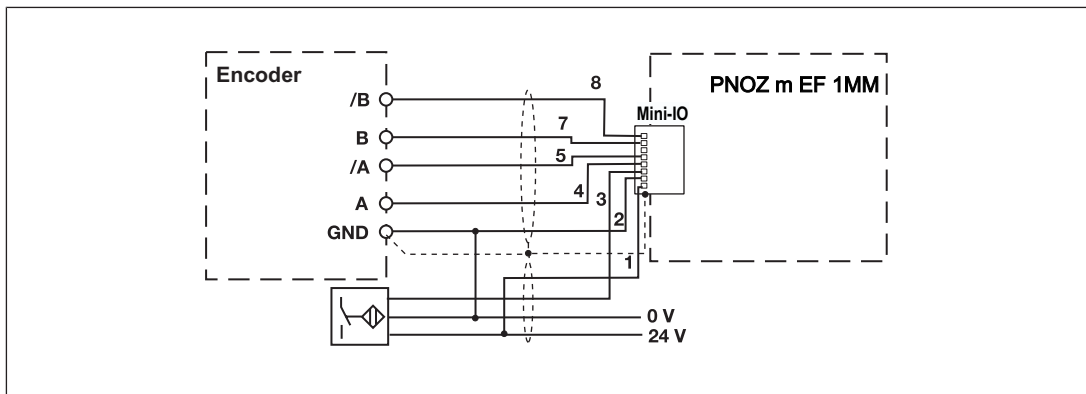 Encoder
PNOZ m EF 1MM
Mini-IO
/B
8
B
7
/A
5
A
4
3
GND
2
1
0 V
24 V